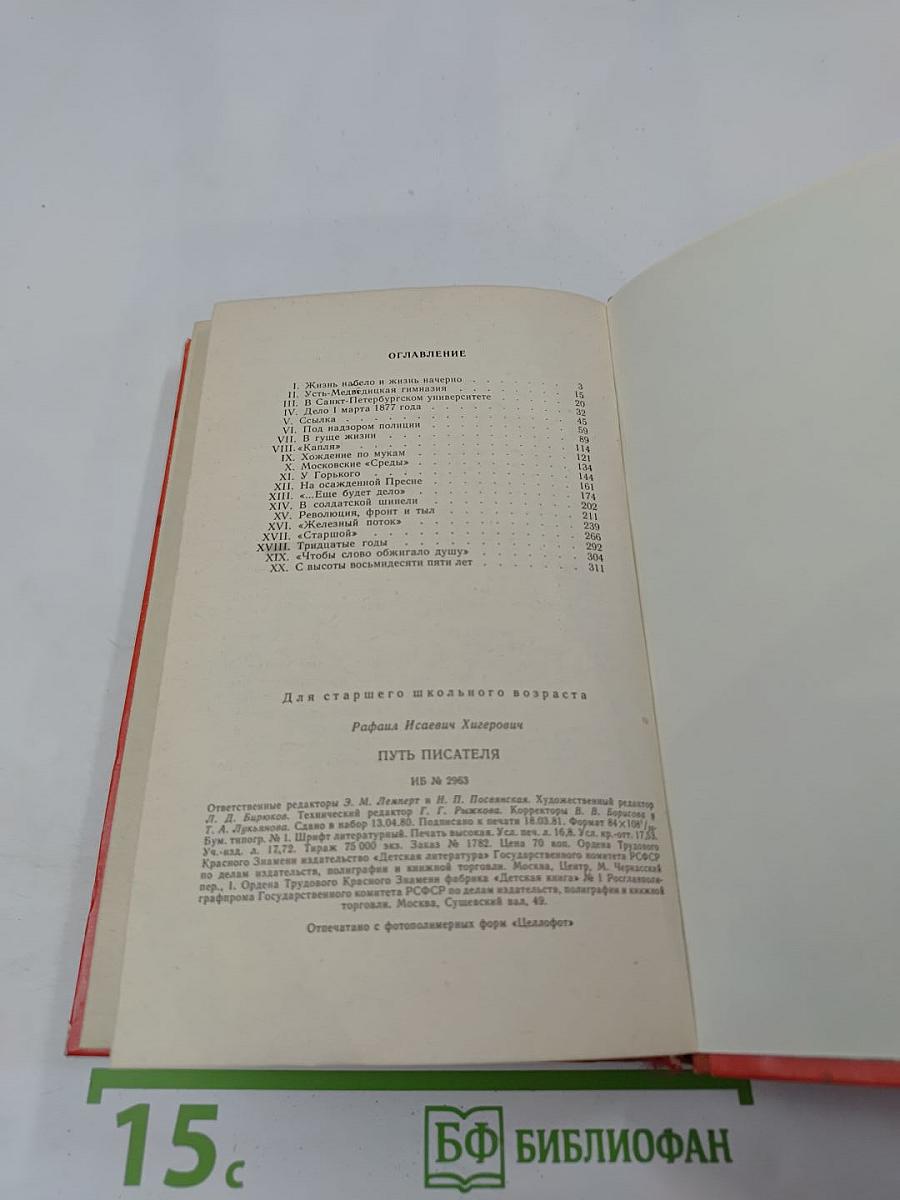 ОГЛАВЛЕНИЕ
I. Жизнь набело и жизнь начерно . . . . . . . 3
II. Усть-Медведицкая гимназия . . . . . . . 15
III. В Санкт-Петербургском университете . . . . . 20
IV. Дело 1 марта 1877 года . . . . . . . . 32
V. Ссылка . . . . . . . . . . . . 45
VI. Под надзором полиции . . . . . . . . 59
VII. В гуще жизни . . . . . . . . . . 89
VIII. «Капля» . . . . . . . . . . . 114
IX. Хождение по мукам . . . . . . . . . 121
X. Московские «Среды» . . . . . . . . . 134
XI. У Горького . . . . . . . . . . . 144
XII. На осажденной Пресне . . . . . . . . 161
XIII. «...Еще будет дело» . . . . . . . . . 174
XIV. В солдатской шинели . . . . . . . . 202
XV. Революция, фронт и тыл . . . . . . . . 211
XVI. «Железный поток» . . . . . . . . . 239
XVII. «Старшой» . . . . . . . . . . . 266
XVIII. Тридцатые годы . . . . . . . . . . 292
XIX. «Чтобы слово обжигало душу» . . . . . . 304
XX. С высоты восьмидесяти пяти лет . . . . . . 311
Для старшего школьного возраста
Рафаил Исаевич Хигерович
ПУТЬ ПИСАТЕЛЯ
ИБ № 2963
Ответственные редакторы Э. М. Лемперт и Н. П. Посвянская. Художественный редактор
Л. Д. Бирюков. Технический редактор Г. Г. Рыжкова. Корректоры В. В. Борисова и
Т. А. Лукьянова. Сдано в набор 13.04.80. Подписано к печати 18.03.81. Формат 84×108¹/₃₂.
Бум. типогр. № 1. Шрифт литературный. Печать высокая. Усл. печ. л. 16,8. Усл. кр.-отт. 17,53.
Уч.-изд. л. 17,72. Тираж 75 000 экз. Заказ № 1782. Цена 70 коп. Ордена Трудового
Красного Знамени издательство «Детская литература» Государственного комитета РСФСР
по делам издательств, полиграфии и книжной торговли. Москва, Центр, М. Черкасский
пер., 1. Ордена Трудового Красного Знамени фабрика «Детская книга» № 1 Росглавполи-
графпрома Государственного комитета РСФСР по делам издательств, полиграфии и книжной
торговли. Москва, Сущевский вал, 49.
Отпечатано с фотополимерных форм «Целлофот»
15 с
БФ БИБЛИОФАН